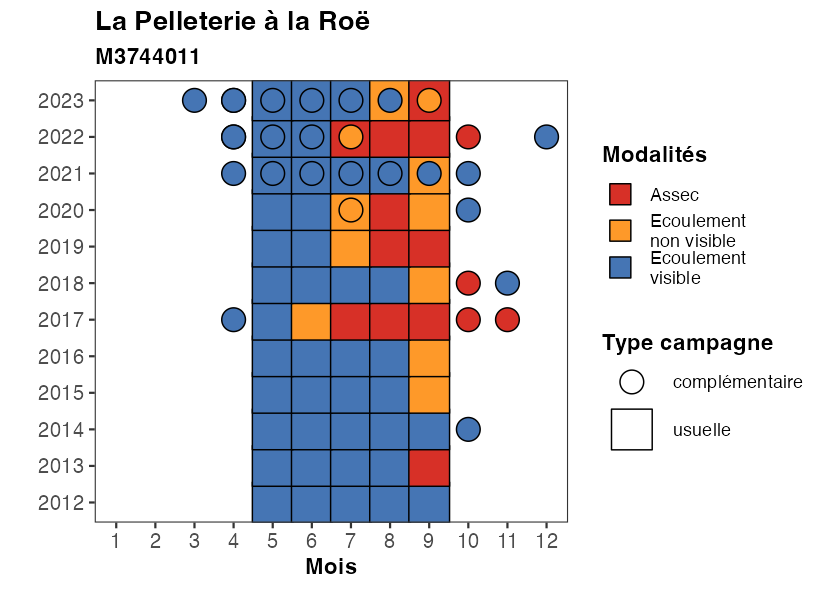 La Pelleterie à la Roë
M3744011
2023
2022
2021
2020
2019
2018
2017
2016
2015
2014
2013
2012
1 2 3 4 5 6 7 8 9 10 11 12
Mois
Modalités
Assec
Ecoulement
non visible
Ecoulement
visible
Type campagne
complémentaire
usuelle